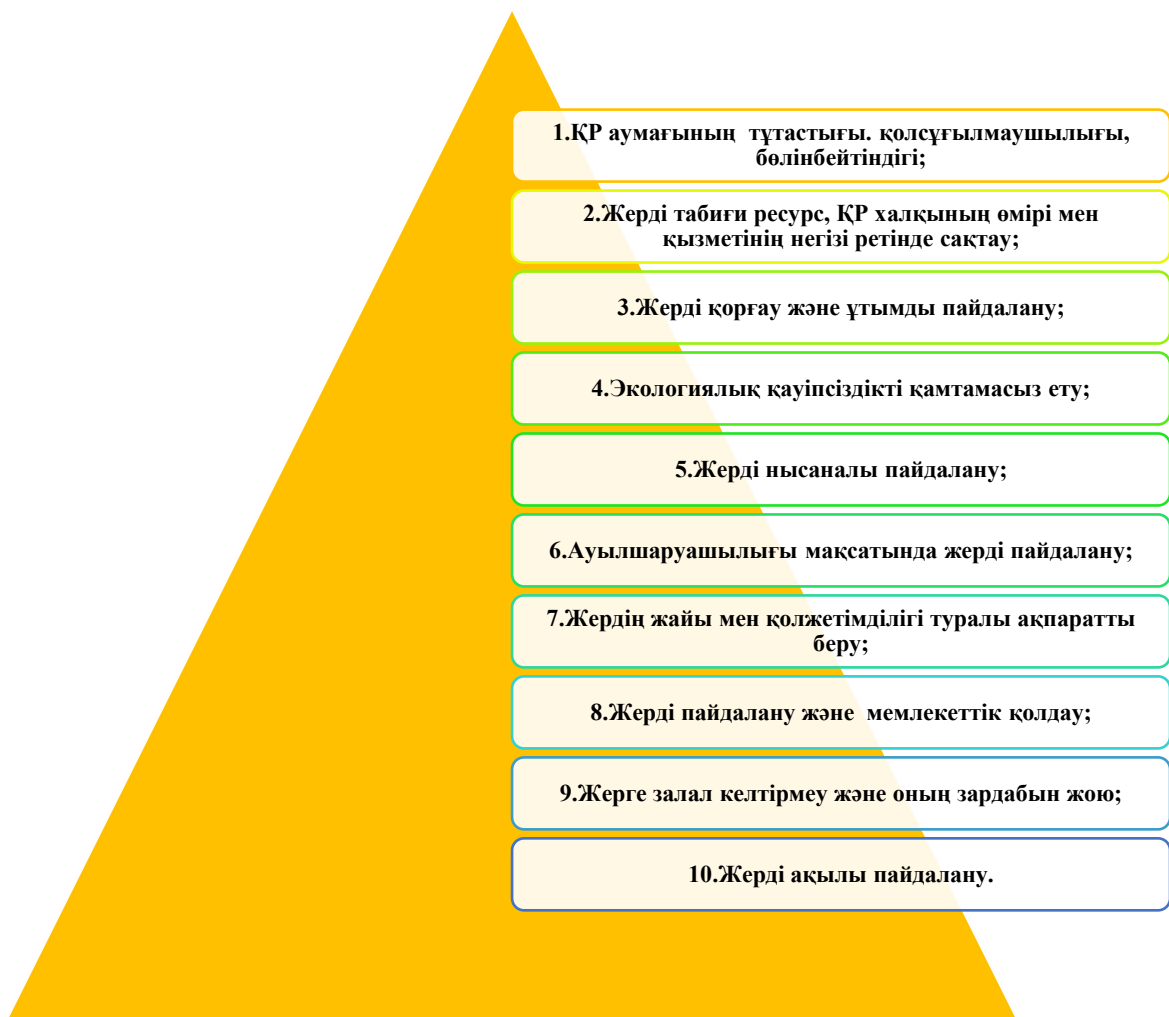 1.ҚР аумағының  тұтастығы. қолсұғылмаушылығы,
бөлінбейтіндігі;
2.Жерді табиғи ресурс, ҚР халқының өмірі мен
қызметінің негізі ретінде сақтау;
3.Жерді қорғау және ұтымды пайдалану;
4.Экологиялық қауіпсіздікті қамтамасыз ету;
5.Жерді нысаналы пайдалану;
6.Ауылшаруашылығы мақсатында жерді пайдалану;
7.Жердің жайы мен қолжетімділігі туралы ақпаратты
беру;
8.Жерді пайдалану және  мемлекеттік қолдау;
9.Жерге залал келтірмеу және оның зардабын жою;
10.Жерді ақылы пайдалану.